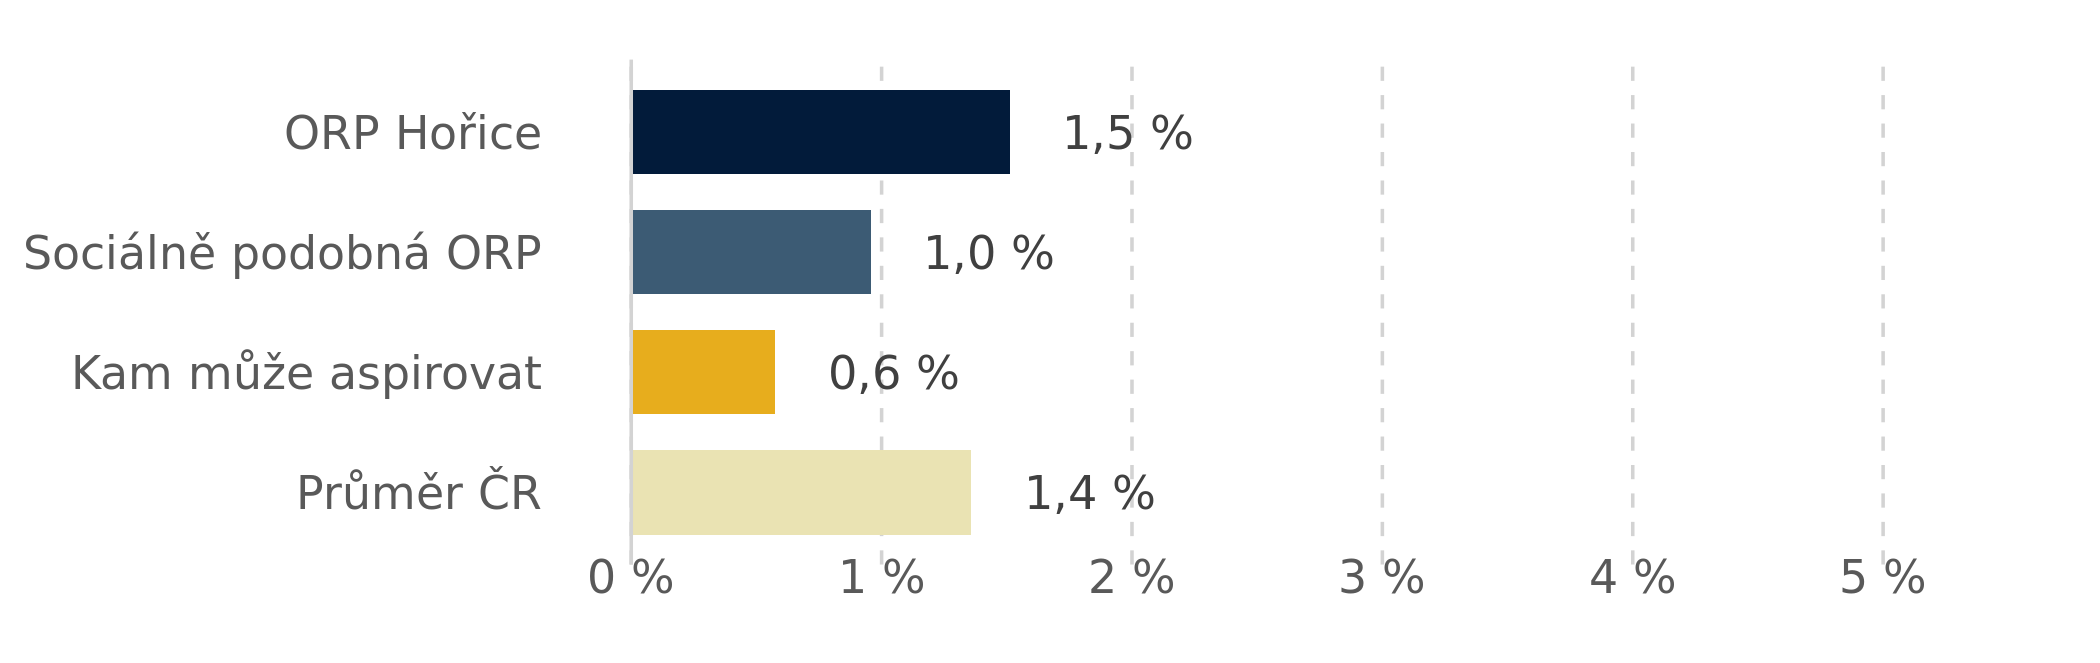 ORP Hořice 1,5 %
Sociálně podobná ORP 1,0 %
Kam může aspirovat 0,6 %
Průměr ČR 1,4 %
0 % 1 % 2 % 3 % 4 % 5 %